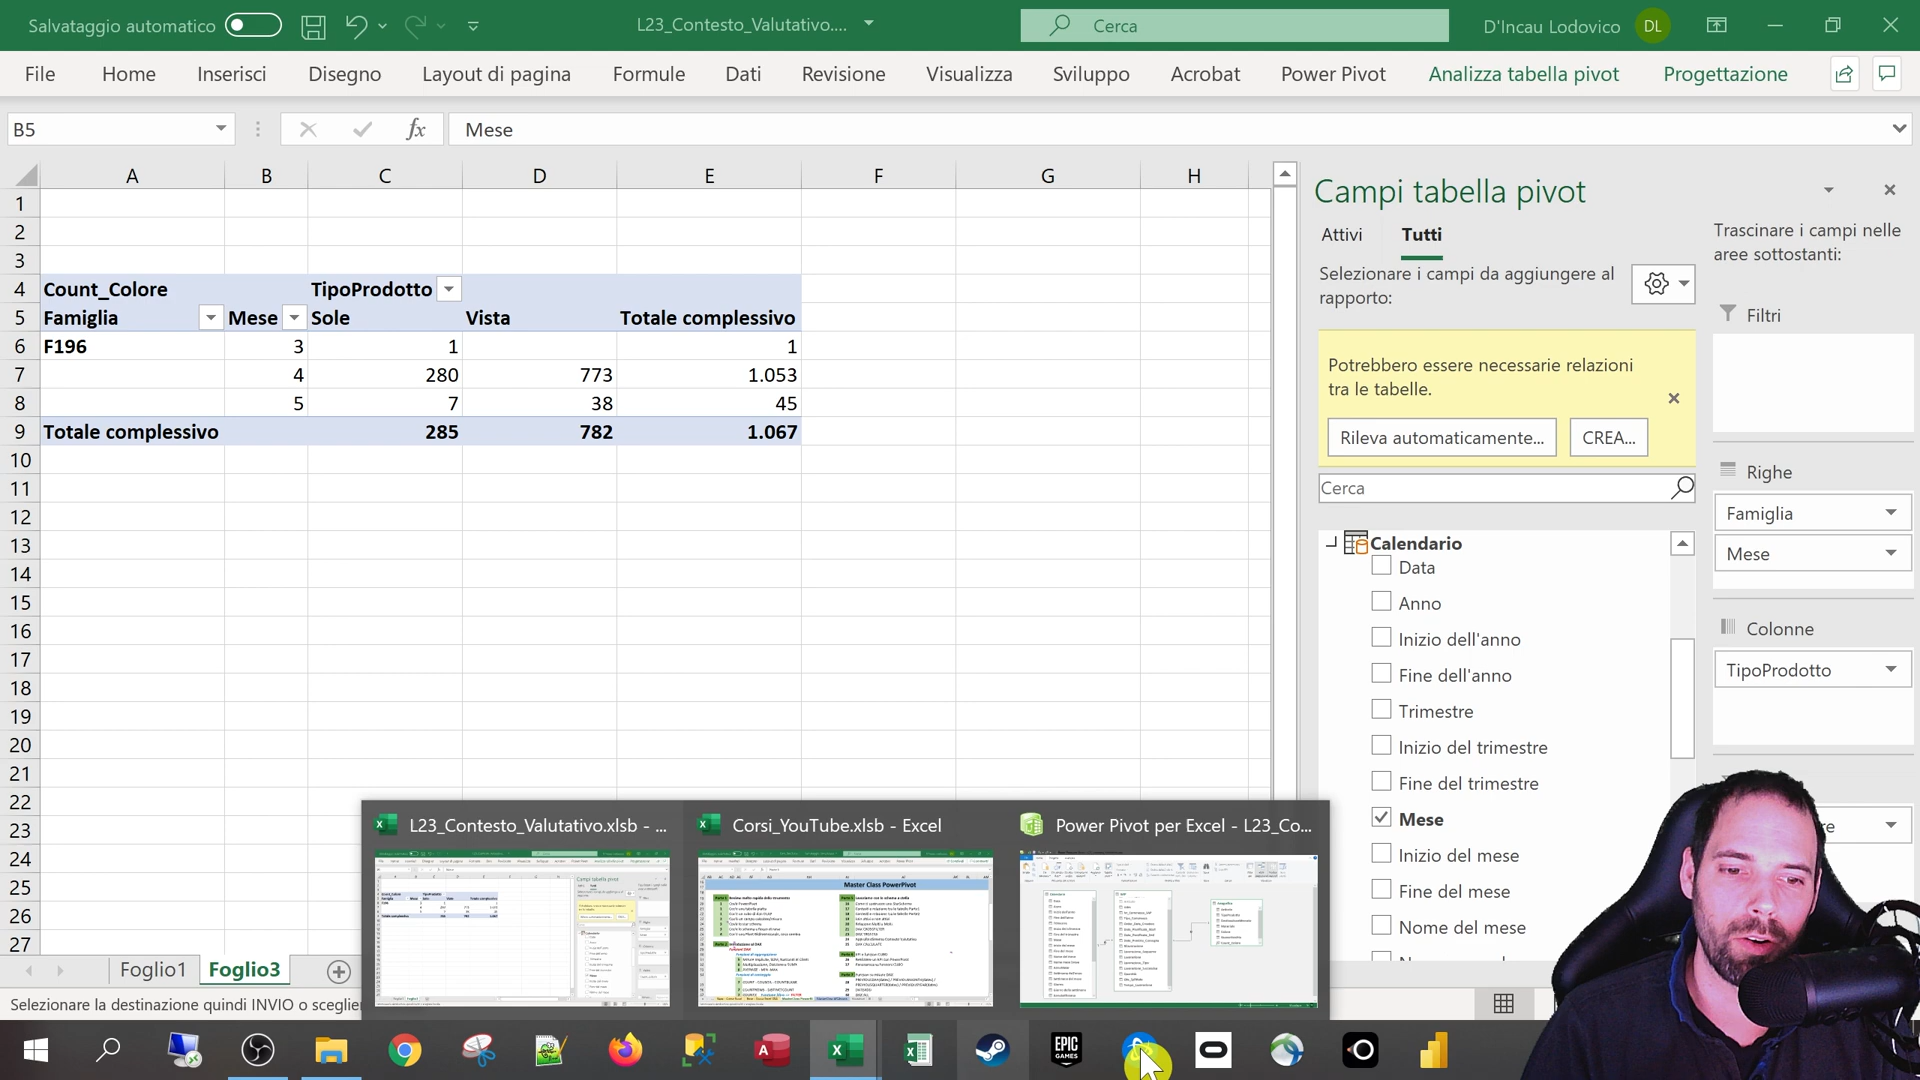 Salvataggio automatico
L23_Contesto_Valutativo....
Cerca
D'Incau Lodovico
DL
File
Home
Inserisci
Disegno
Layout di pagina
Formule
Dati
Revisione
Visualizza
Sviluppo
Acrobat
Power Pivot
Analizza tabella pivot
Progettazione
B5
fx
Mese
A B C D E F G H
1
2
3
4 Count_Colore TipoProdotto
5 Famiglia Mese Sole Vista Totale complessivo
6 F196 3 1 1
7 4 280 773 1.053
8 5 7 38 45
9 Totale complessivo 285 782 1.067
10
11
12
13
14
15
16
17
18
19
20
21
22
23
24
25
26
27
Campi tabella pivot
Attivi
Tutti
Selezionare i campi da aggiungere al
rapporto:
Potrebbero essere necessarie relazioni
tra le tabelle.
Rileva automaticamente...
CREA...
Cerca
Calendario
Data
Anno
Inizio dell'anno
Fine dell'anno
Trimestre
Inizio del trimestre
Fine del trimestre
Mese
Inizio del mese
Fine del mese
Nome del mese
Trascinare i campi nelle
aree sottostanti:
Filtri
Righe
Famiglia
Mese
Colonne
TipoProdotto
L23_Contesto_Valutativo.xlsb - ...
Corsi_YouTube.xlsb - Excel
Power Pivot per Excel - L23_Co...
Master Class PowerPivot
Foglio1
Foglio3
Selezionare la destinazione quindi INVIO o sceglie
EPIC
GAMES